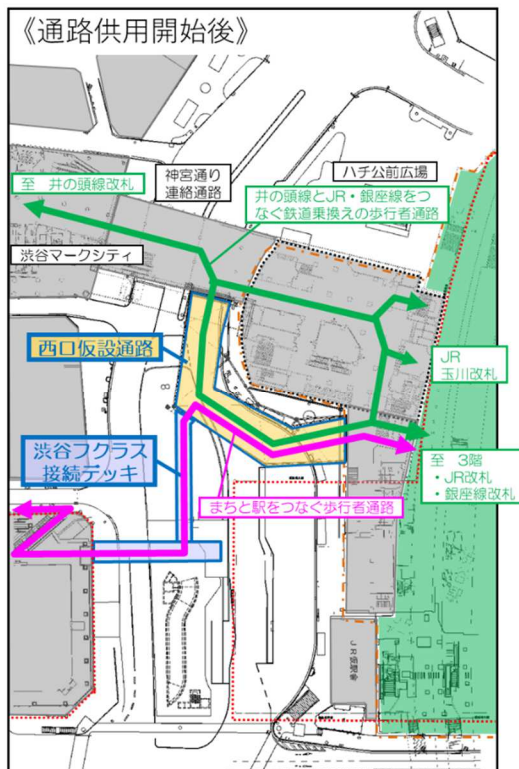 《通路供用開始後》
神宮通り
連絡通路
ハチ公前広場
至 井の頭線改札
井の頭線とJR・銀座線をつ
なぐ鉄道乗換えの歩行者通路
渋谷マークシティ
西口仮設通路
JR
玉川改札
渋谷フクラス
接続デッキ
至 3階
・JR改札
・銀座線改札
まちと駅をつなぐ歩行者通路
JR仮駅舎